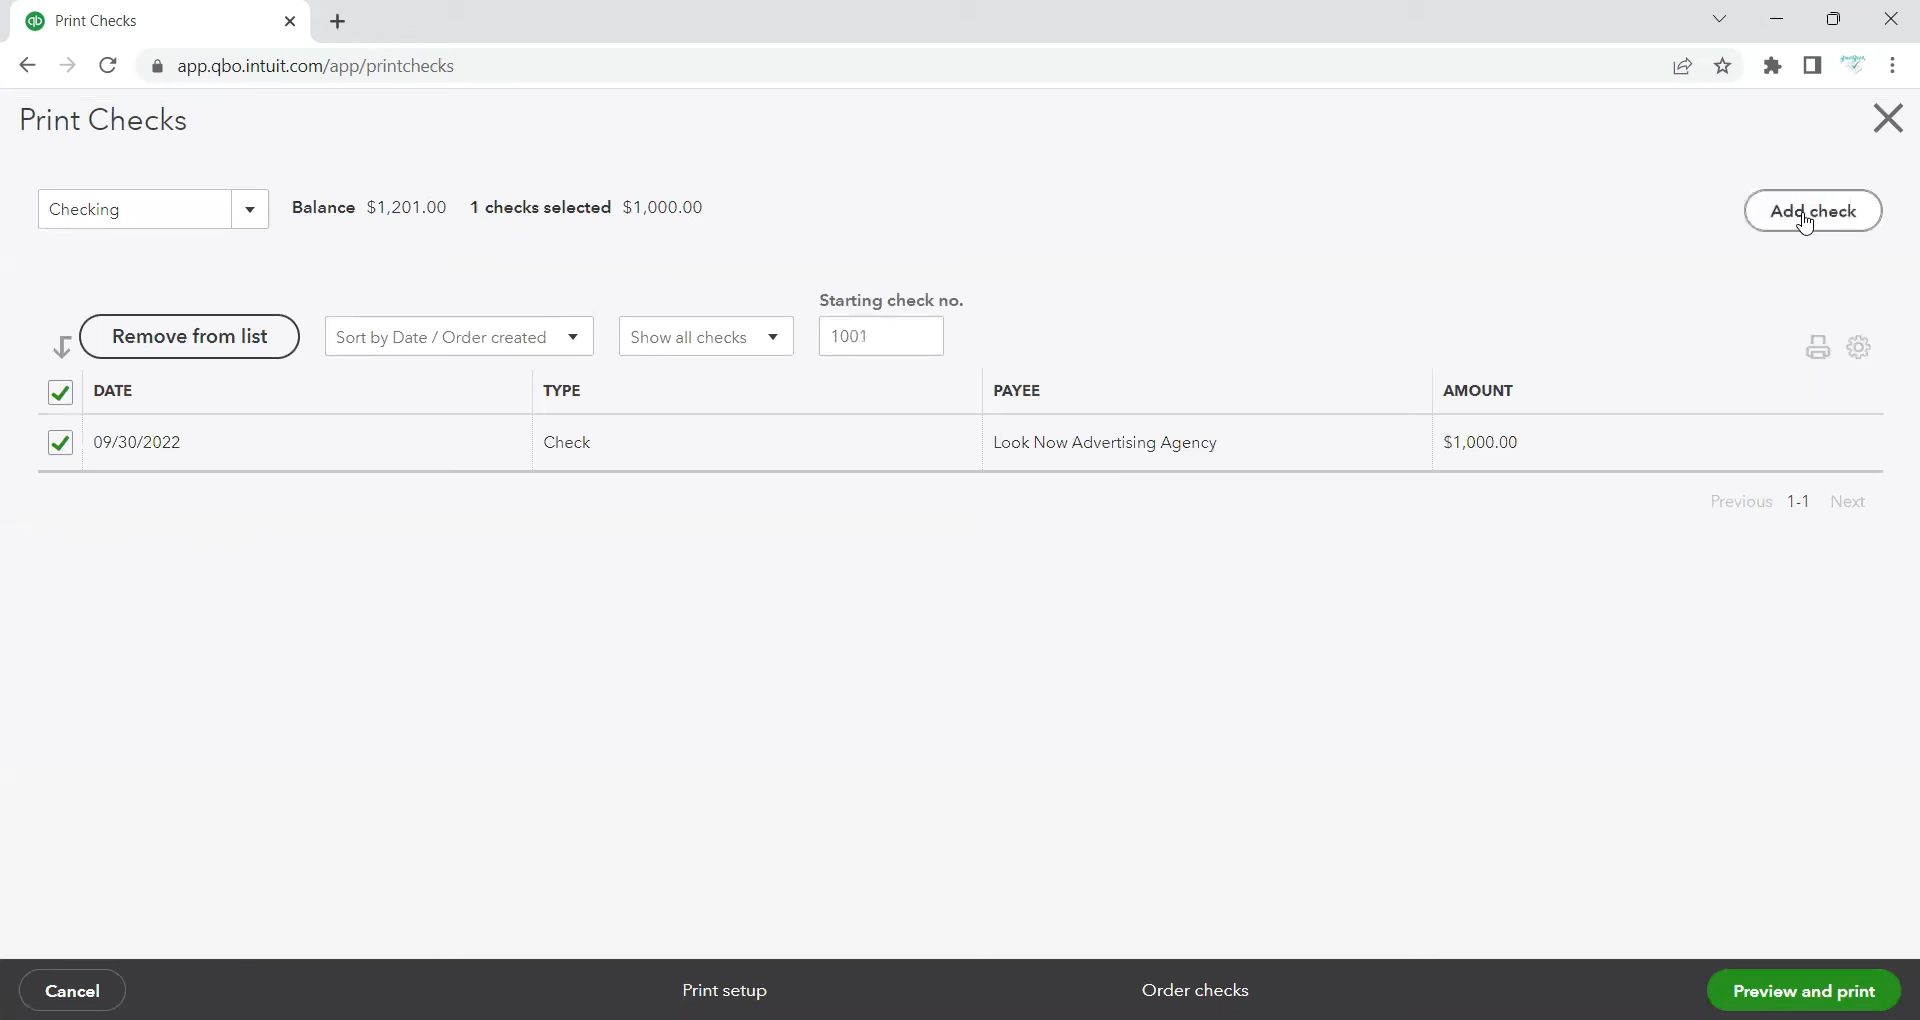 qb Print Checks
app.qbo.intuit.com/app/printchecks
Print Checks
Checking Balance $1,201.00 1 checks selected $1,000.00 Add check
Starting check no.
Remove from list Sort by Date / Order created Show all checks 1001
DATE TYPE PAYEE AMOUNT
09/30/2022 Check Look Now Advertising Agency $1,000.00
Previous 1-1 Next
Cancel Print setup Order checks Preview and print